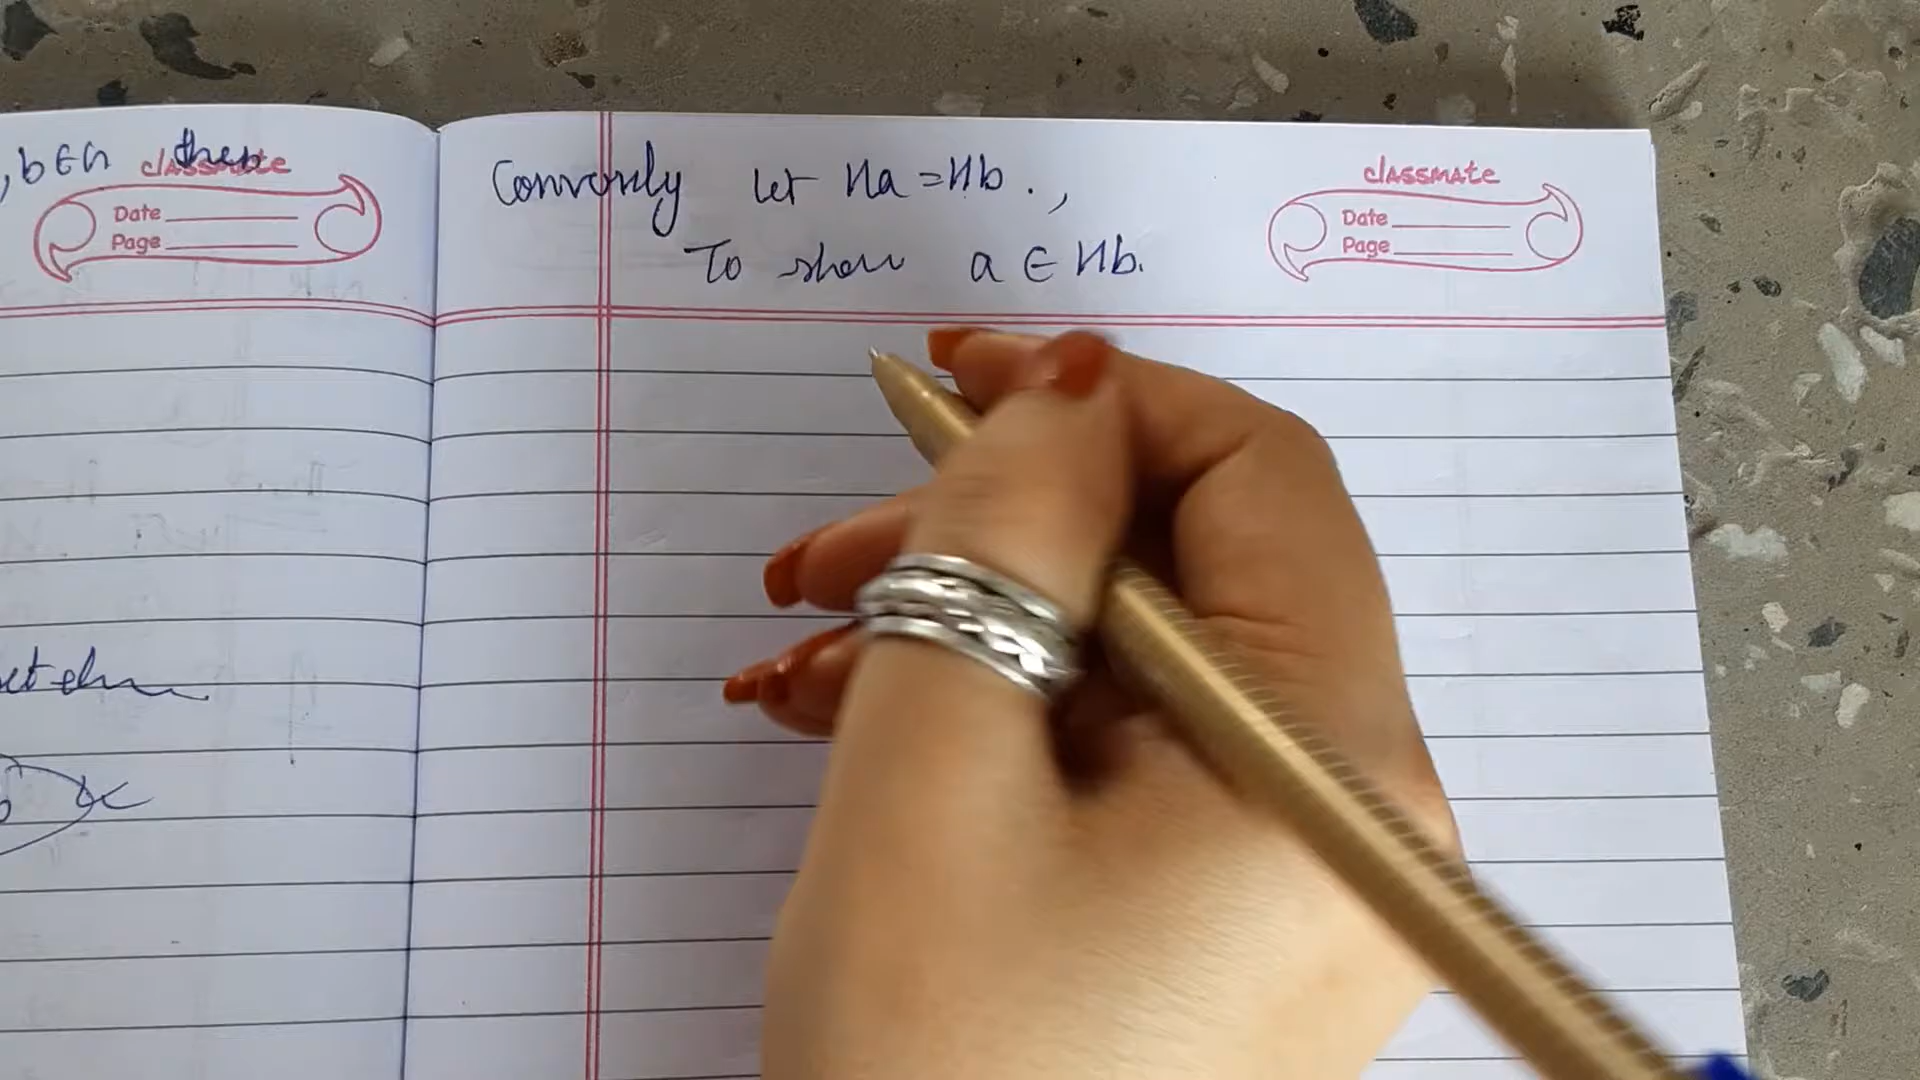 , b ∈ G then
classmate
Date
Page
Conversely let Ha = Hb . ,
To show a ∈ Hb.
classmate
Date
Page